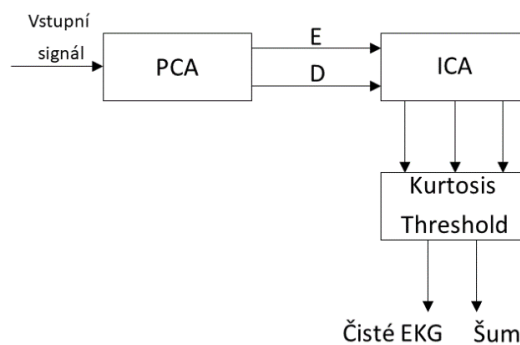 Vstupní
signál
PCA
E
D
ICA
Kurtosis
Threshold
Čisté EKG
Šum